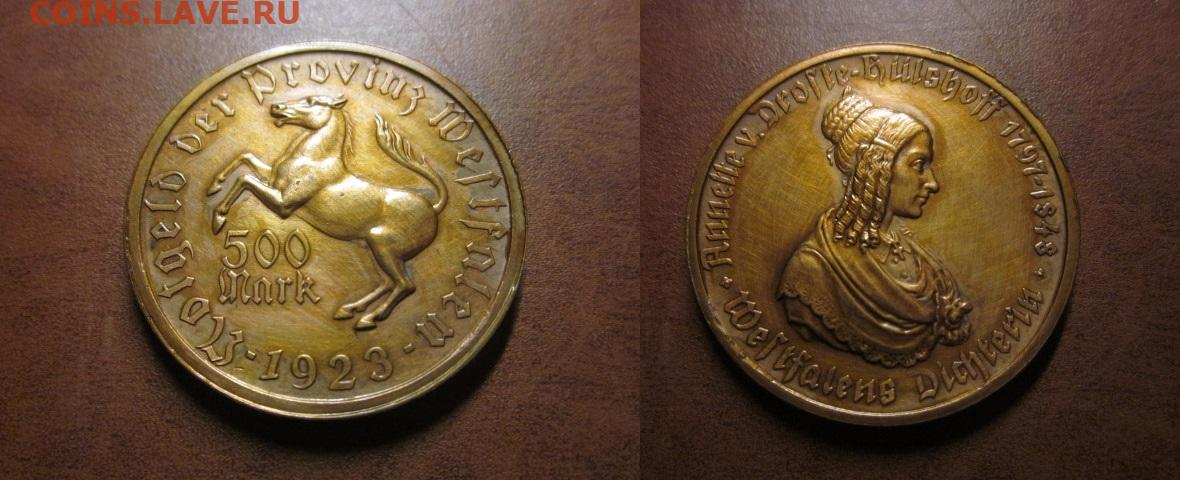 COINS.LAVE.RU
Notgeld der Provinz Westfalen
500
Mark
·1923·
Annette v. Droste-Hülshoff 1797-1848
· Westfalens Dichterin ·